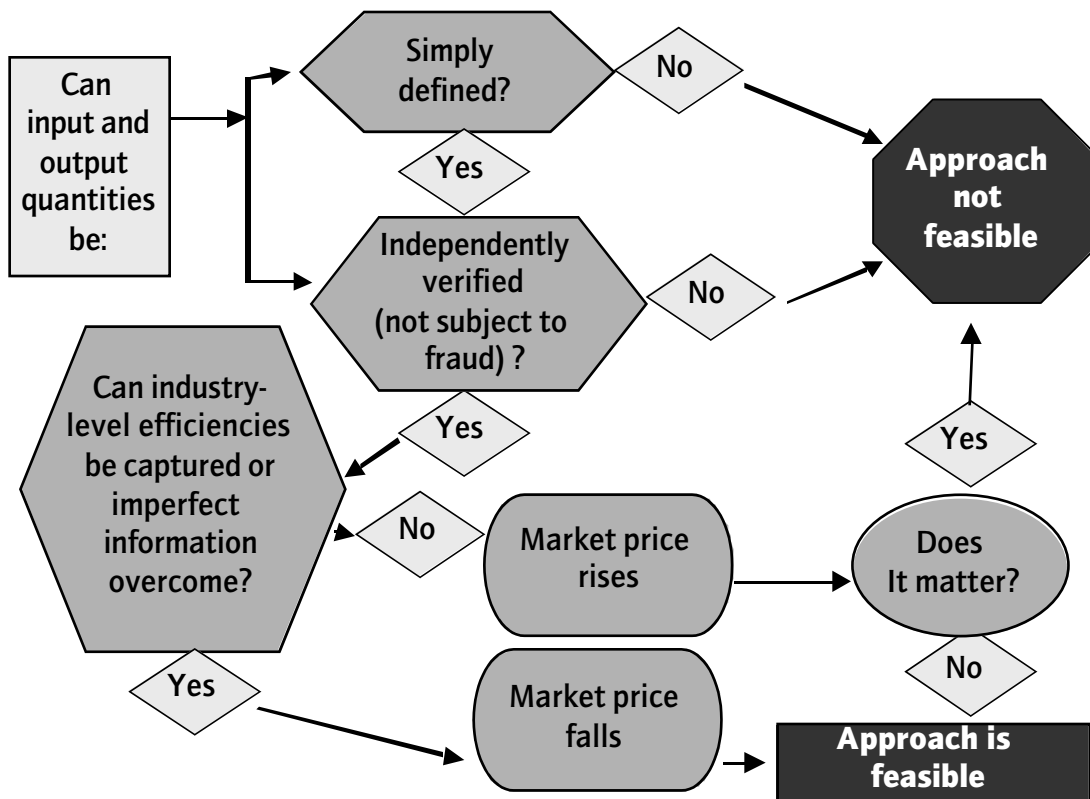 Can
input and
output
quantities
be:
Simply
defined?
No
Yes
Approach
not
feasible
Independently
verified
(not subject to
fraud) ?
No
Yes
Can industry-
level efficiencies
be captured or
imperfect
information
overcome?
No
Market price
rises
Does
It matter?
Yes
No
Yes
Market price
falls
Approach is
feasible